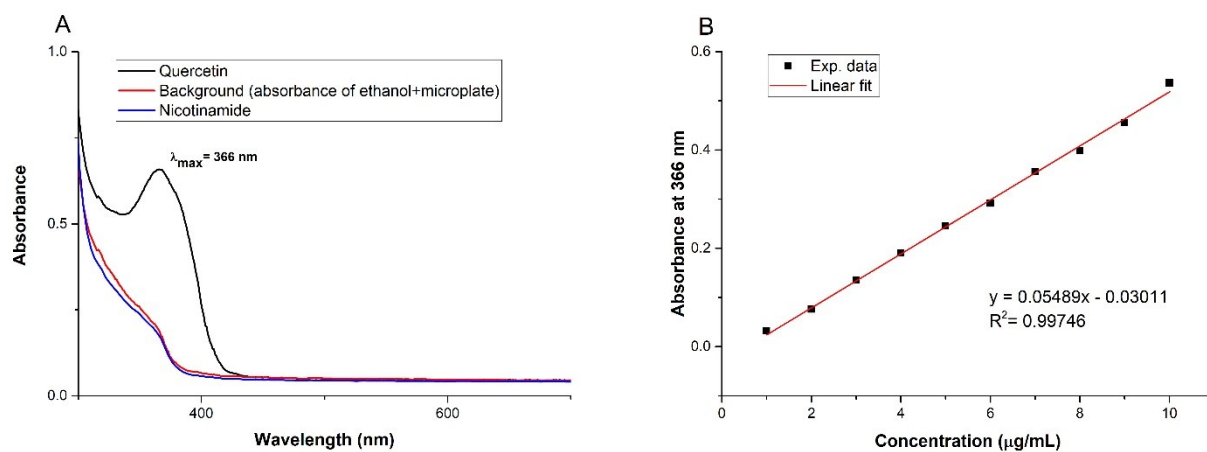 A
1.0
Quercetin
Background (absorbance of ethanol+microplate)
Nicotinamide
λmax= 366 nm
0.5
0.0
400
600
Absorbance
Wavelength (nm)
B
0.6
Exp. data
Linear fit
0.4
0.2
y = 0.05489x - 0.03011
R²= 0.99746
0.0
0
2
4
6
8
10
Absorbance at 366 nm
Concentration (μg/mL)